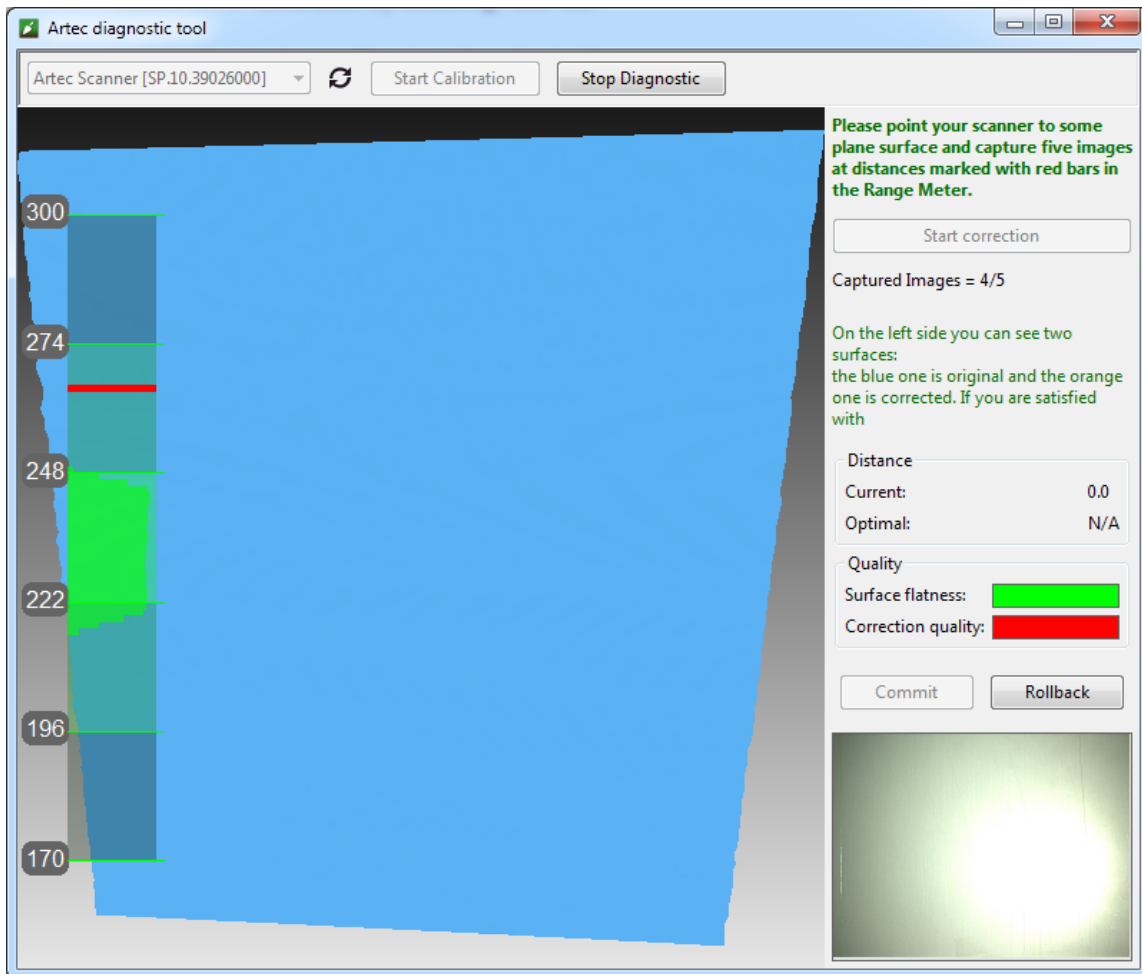 Artec diagnostic tool
Artec Scanner [SP.10.39026000]
Start Calibration
Stop Diagnostic
Please point your scanner to some
plane surface and capture five images
at distances marked with red bars in
the Range Meter.
Start correction
Captured Images = 4/5
On the left side you can see two
surfaces:
the blue one is original and the orange
one is corrected. If you are satisfied
with
Distance
Current: 0.0
Optimal: N/A
Quality
Surface flatness:
Correction quality:
Commit
Rollback
300
274
248
222
196
170